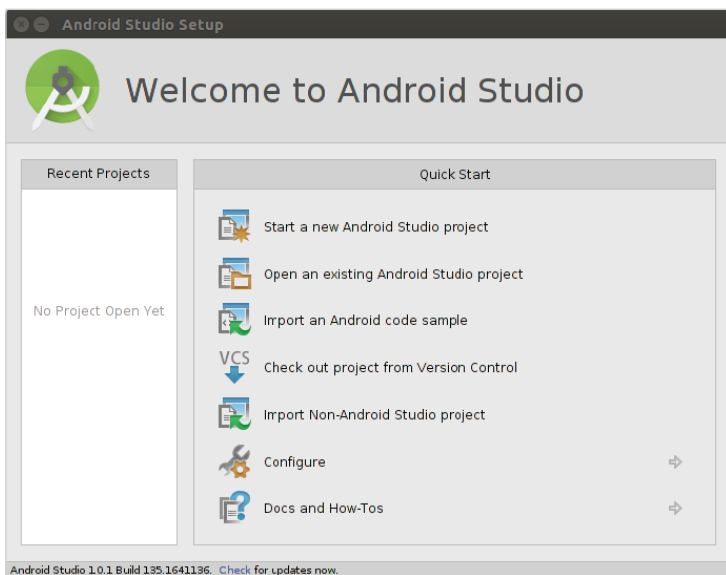 Android Studio Setup
Welcome to Android Studio
Recent Projects
No Project Open Yet
Quick Start
Start a new Android Studio project
Open an existing Android Studio project
Import an Android code sample
VCS
Check out project from Version Control
Import Non-Android Studio project
Configure
Docs and How-Tos
Android Studio 1.0.1 Build 135.1641136. Check for updates now.